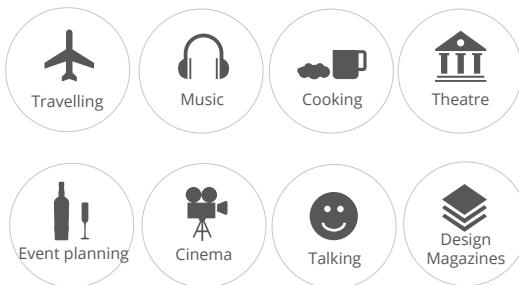 Travelling
Music
Cooking
Theatre
Event planning
Cinema
Talking
Design
Magazines